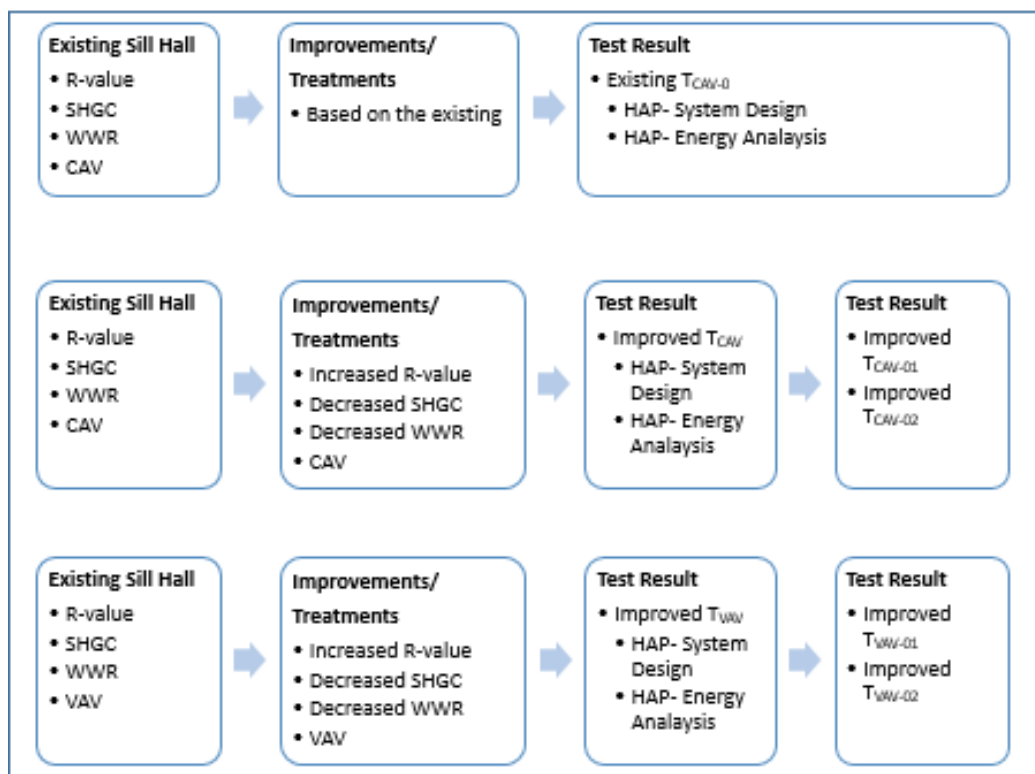 Existing Sill Hall
• R-value
• SHGC
• WWR
• CAV
Improvements/
Treatments
• Based on the existing
Test Result
• Existing TCAV-0
• HAP- System Design
• HAP- Energy Analaysis
Existing Sill Hall
• R-value
• SHGC
• WWR
• CAV
Improvements/
Treatments
• Increased R-value
• Decreased SHGC
• Decreased WWR
• CAV
Test Result
• Improved TCAV
• HAP- System
Design
• HAP- Energy
Analaysis
Test Result
• Improved
TCAV-01
• Improved
TCAV-02
Existing Sill Hall
• R-value
• SHGC
• WWR
• VAV
Improvements/
Treatments
• Increased R-value
• Decreased SHGC
• Decreased WWR
• VAV
Test Result
• Improved TVAV
• HAP- System
Design
• HAP- Energy
Analaysis
Test Result
• Improved
TVAV-01
• Improved
TVAV-02